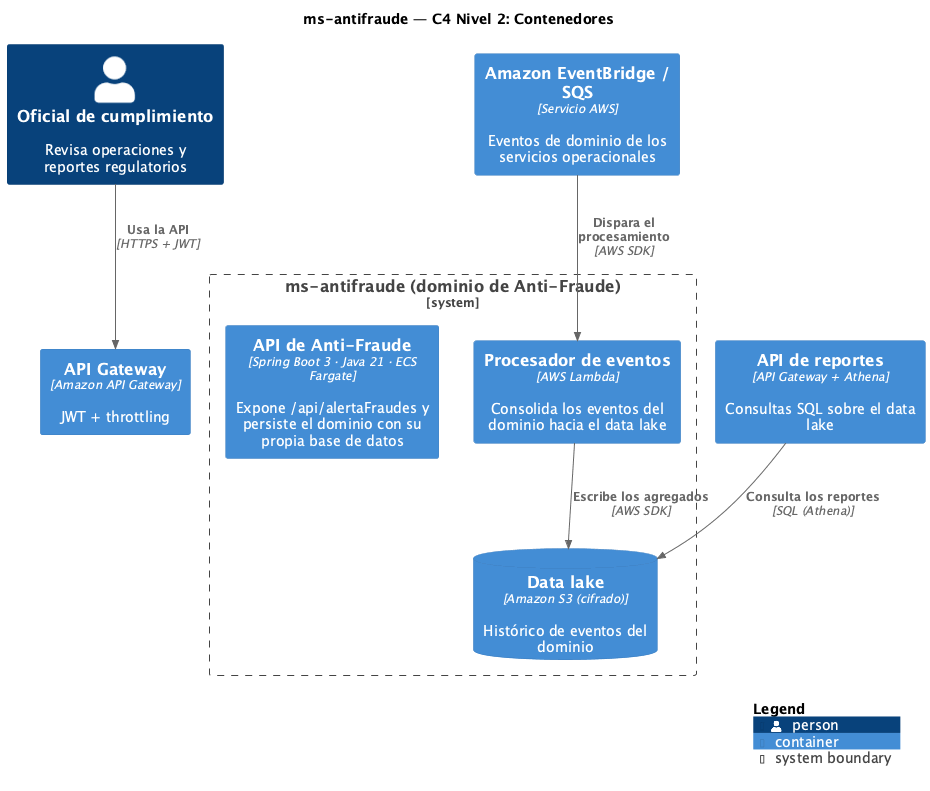 ms-antifraude — C4 Nivel 2: Contenedores
Oficial de cumplimiento
Revisa operaciones y
reportes regulatorios
Amazon EventBridge /
SQS
[Servicio AWS]
Eventos de dominio de los
servicios operacionales
Usa la API
[HTTPS + JWT]
Dispara el
procesamiento
[AWS SDK]
ms-antifraude (dominio de Anti-Fraude)
[system]
API Gateway
[Amazon API Gateway]
JWT + throttling
API de Anti-Fraude
[Spring Boot 3 · Java 21 · ECS
Fargate]
Expone /api/alertaFraudes y
persiste el dominio con su
propia base de datos
Procesador de eventos
[AWS Lambda]
Consolida los eventos del
dominio hacia el data lake
API de reportes
[API Gateway + Athena]
Consultas SQL sobre el data
lake
Escribe los agregados
[AWS SDK]
Consulta los reportes
[SQL (Athena)]
Data lake
[Amazon S3 (cifrado)]
Histórico de eventos del
dominio
Legend
person
container
system boundary